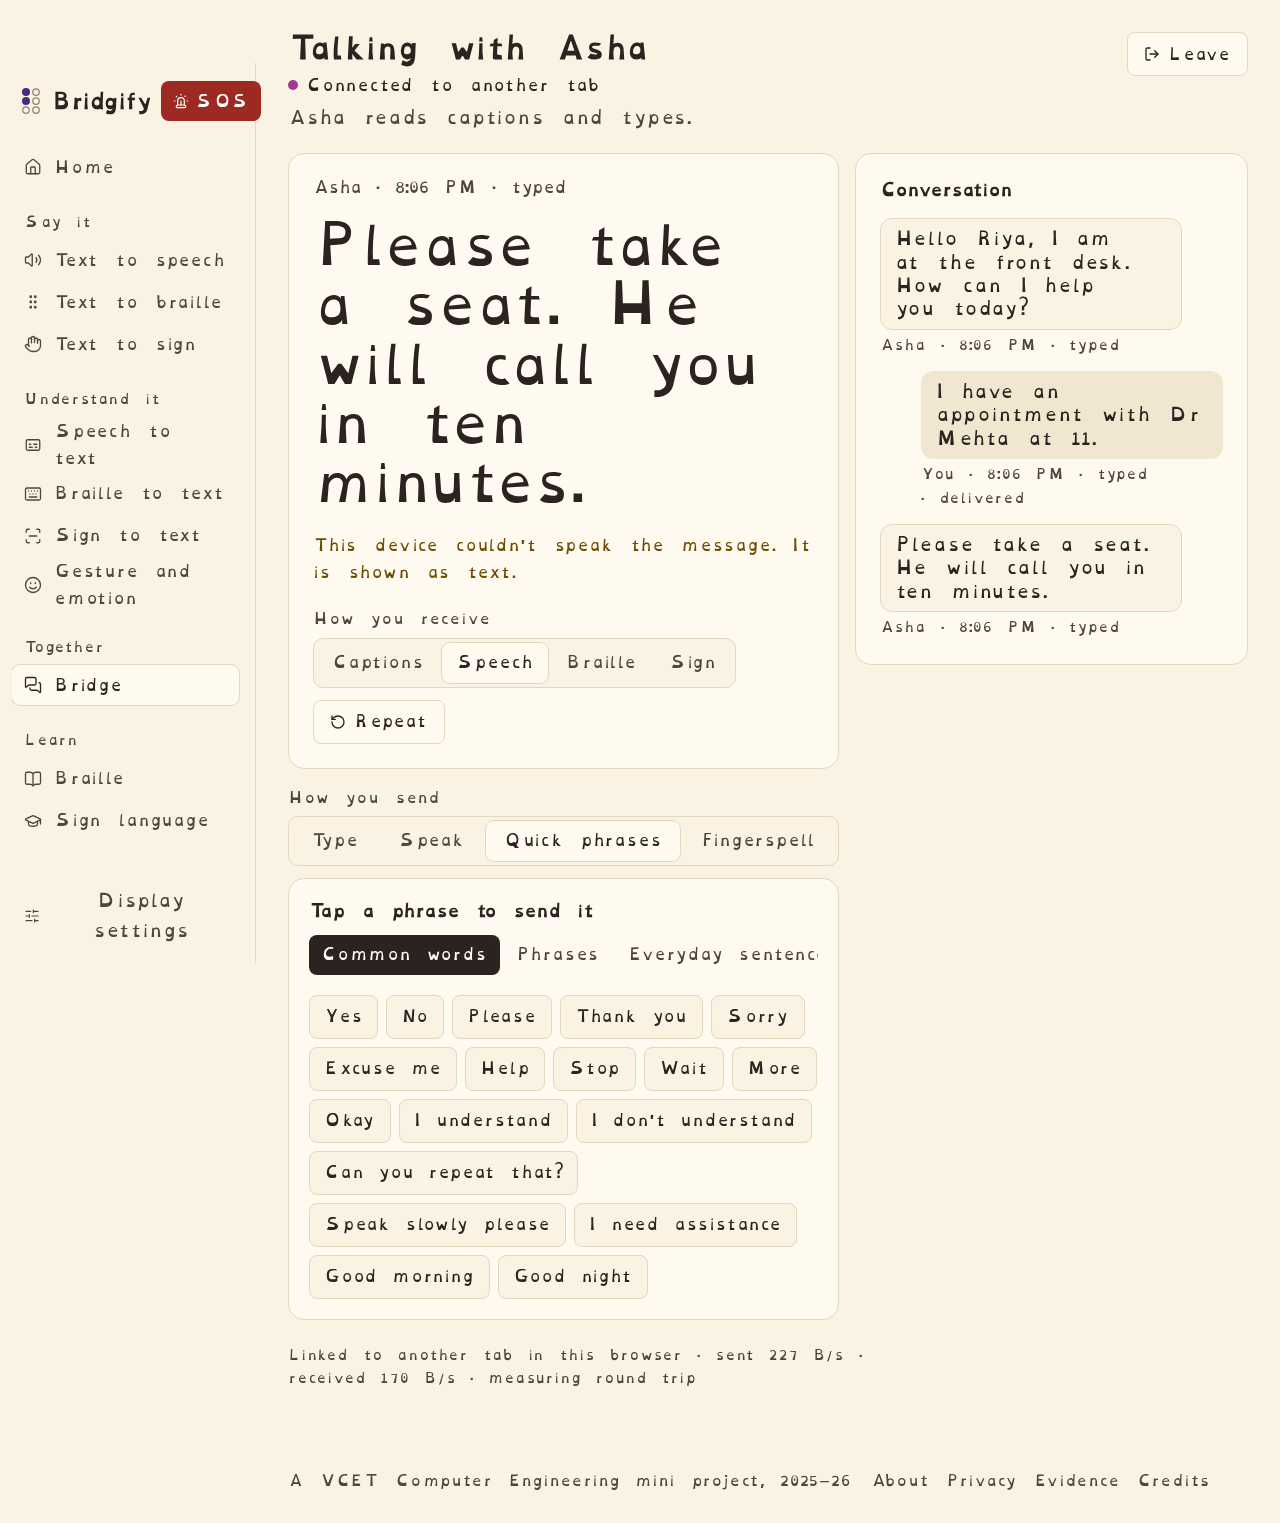 Bridgify
SOS
Home
Say it
Text to speech
Text to braille
Text to sign
Understand it
Speech to
text
Braille to text
Sign to text
Gesture and
emotion
Together
Bridge
Learn
Braille
Sign language
Display
settings
Talking with Asha
Connected to another tab
Asha reads captions and types.
Leave
Asha · 8:06 PM · typed
Please take
a seat. He
will call you
in ten
minutes.
This device couldn't speak the message. It
is shown as text.
How you receive
Captions Speech Braille Sign
Repeat
How you send
Type Speak Quick phrases Fingerspell
Tap a phrase to send it
Common words Phrases Everyday sentenc
Yes No Please Thank you Sorry
Excuse me Help Stop Wait More
Okay I understand I don't understand
Can you repeat that?
Speak slowly please I need assistance
Good morning Good night
Conversation
Hello Riya, I am
at the front desk.
How can I help
you today?
Asha · 8:06 PM · typed
I have an
appointment with Dr
Mehta at 11.
You · 8:06 PM · typed
· delivered
Please take a seat.
He will call you in
ten minutes.
Asha · 8:06 PM · typed
Linked to another tab in this browser · sent 227 B/s ·
received 170 B/s · measuring round trip
A VCET Computer Engineering mini project, 2025–26 About Privacy Evidence Credits